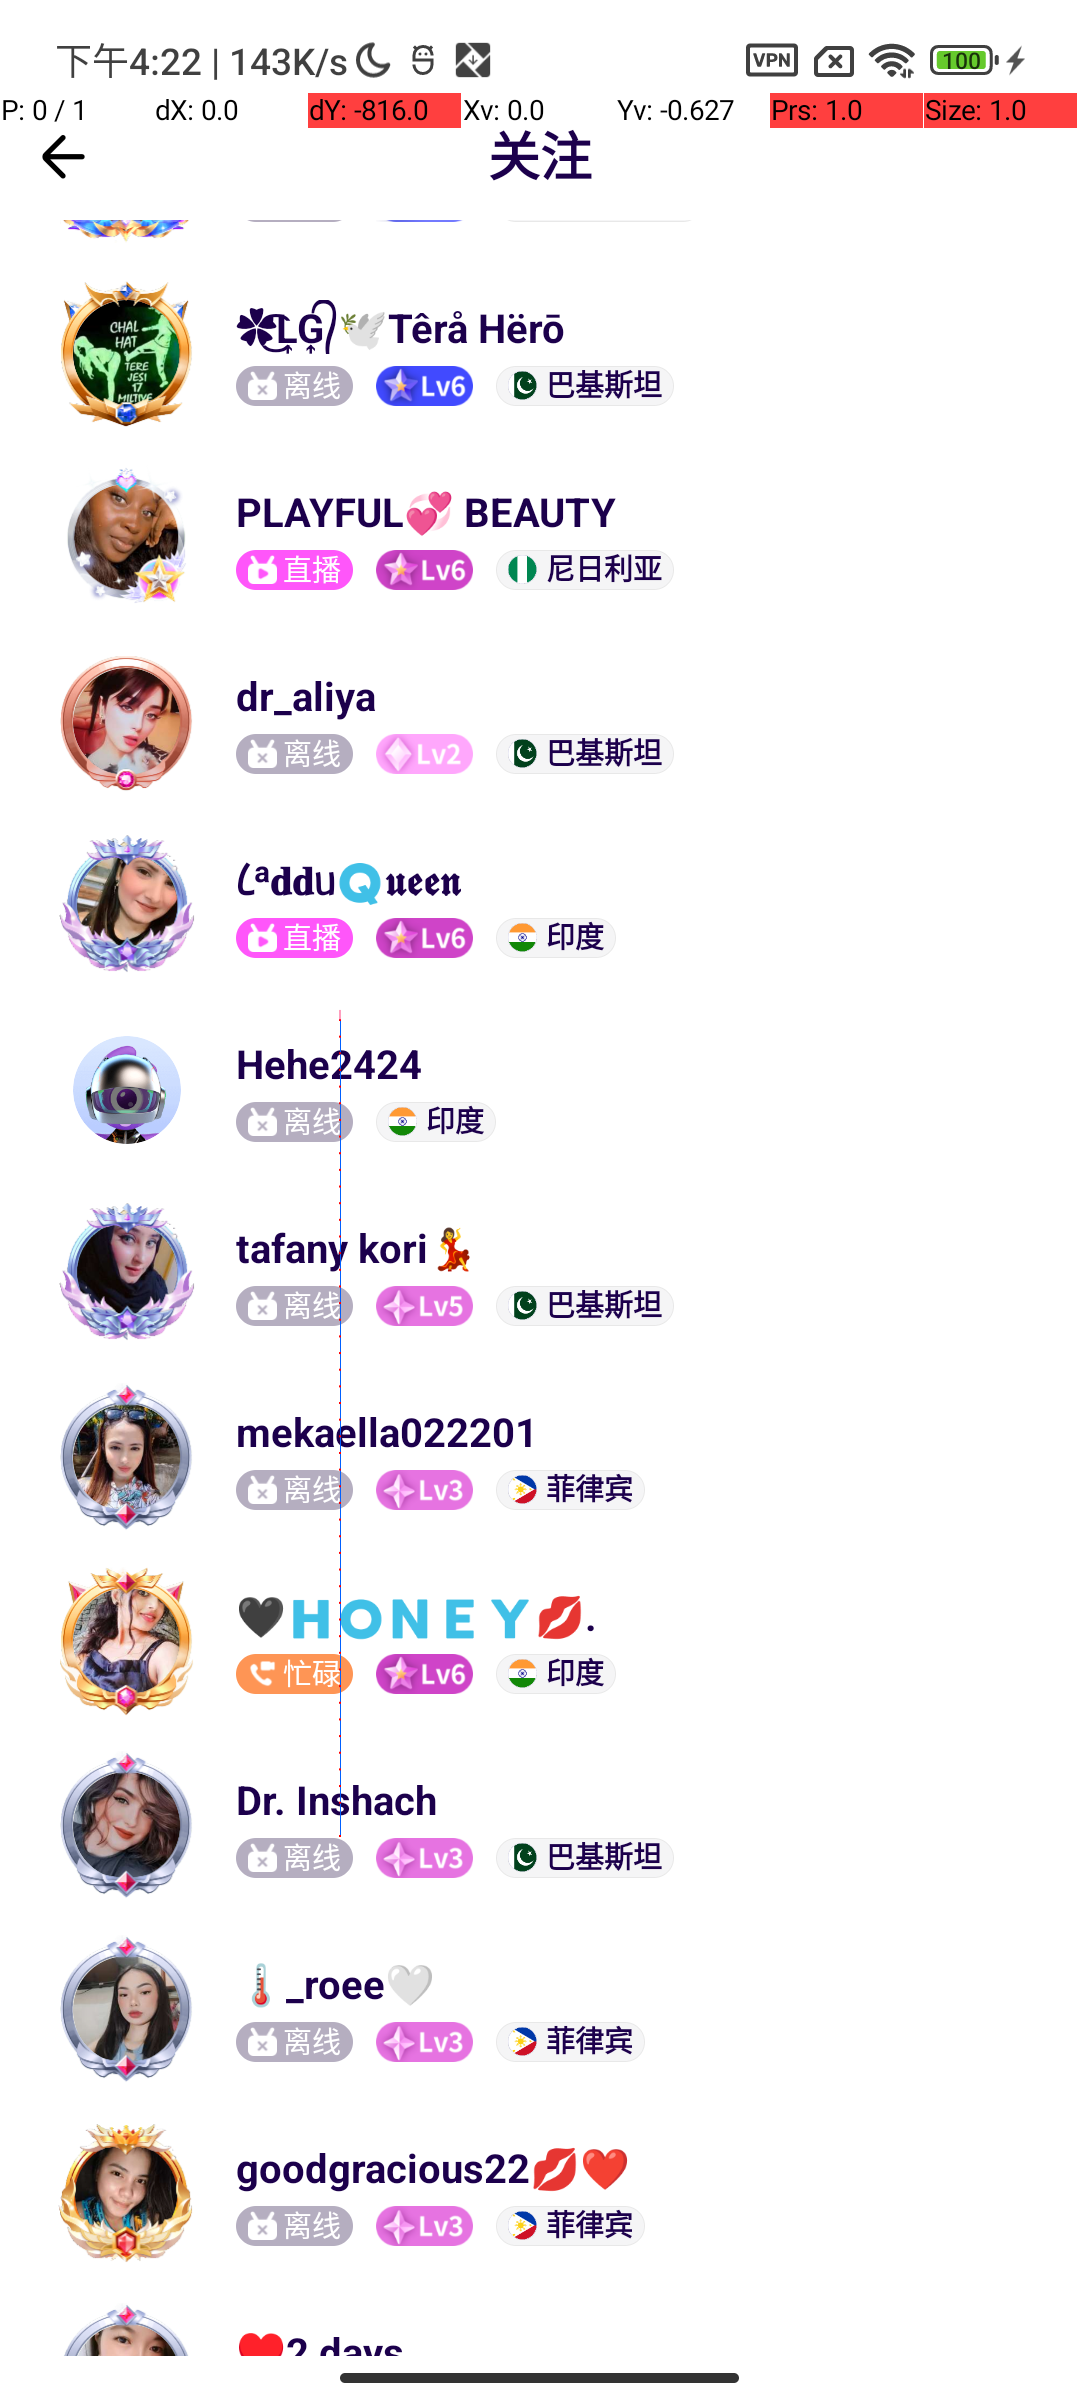 下午4:22 | 143K/s
VPN
100
P: 0 / 1 dX: 0.0 dY: -816.0 Xv: 0.0 Yv: -0.627 Prs: 1.0 Size: 1.0
关注
CHAL
HAT
TERE
JESI
17
MILTIVE
LG🕊Têrå Hërō
离线 Lv6 巴基斯坦
PLAYFUL💞 BEAUTY
直播 Lv6 尼日利亚
dr_aliya
离线 Lv2 巴基斯坦
ᥫªddu🇶 𝖚𝖊𝖊𝖓
直播 Lv6 印度
Hehe2424
离线 印度
tafany kori💃
离线 Lv5 巴基斯坦
mekaella022201
离线 Lv3 菲律宾
🖤🇭 🇴 🇳 🇪 🇾💋.
忙碌 Lv6 印度
Dr. Inshach
离线 Lv3 巴基斯坦
🌡_roee🤍
离线 Lv3 菲律宾
goodgracious22💋❤️
离线 Lv3 菲律宾
♥️2 days